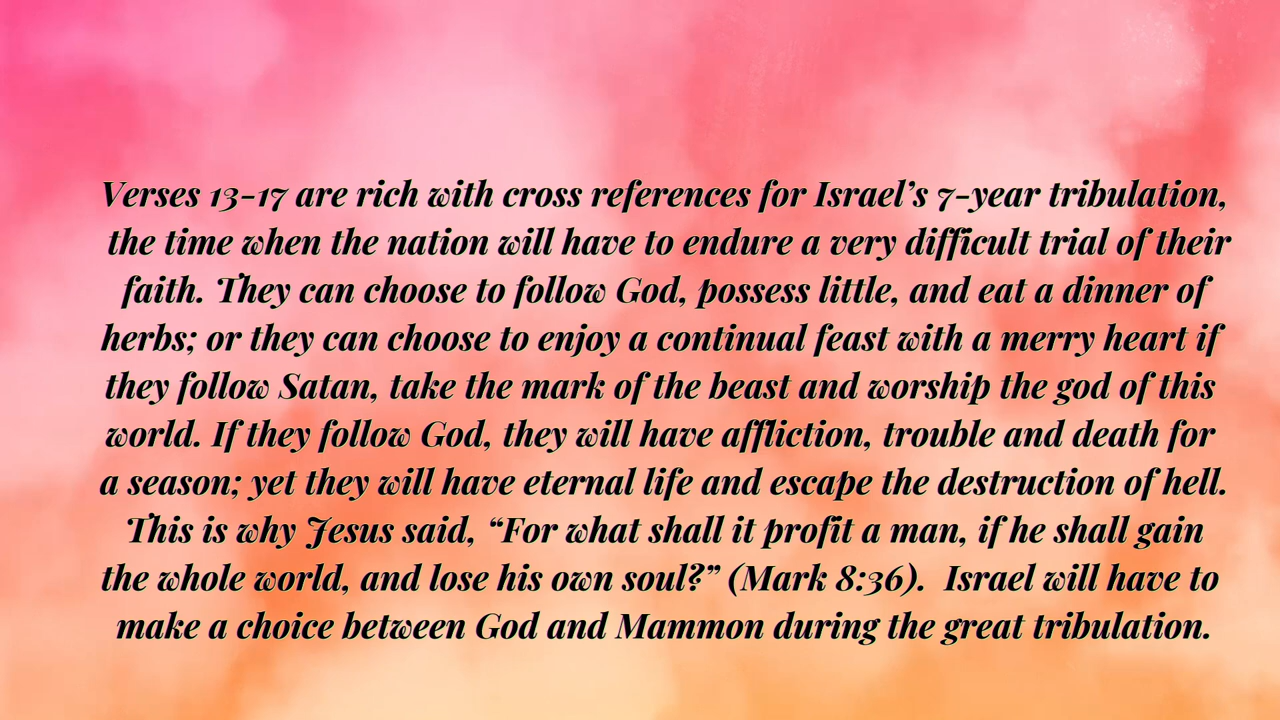 Verses 13-17 are rich with cross references for Israel’s 7-year tribulation,
the time when the nation will have to endure a very difficult trial of their
faith. They can choose to follow God, possess little, and eat a dinner of
herbs; or they can choose to enjoy a continual feast with a merry heart if
they follow Satan, take the mark of the beast and worship the god of this
world. If they follow God, they will have affliction, trouble and death for
a season; yet they will have eternal life and escape the destruction of hell.
This is why Jesus said, “For what shall it profit a man, if he shall gain
the whole world, and lose his own soul?” (Mark 8:36).  Israel will have to
make a choice between God and Mammon during the great tribulation.